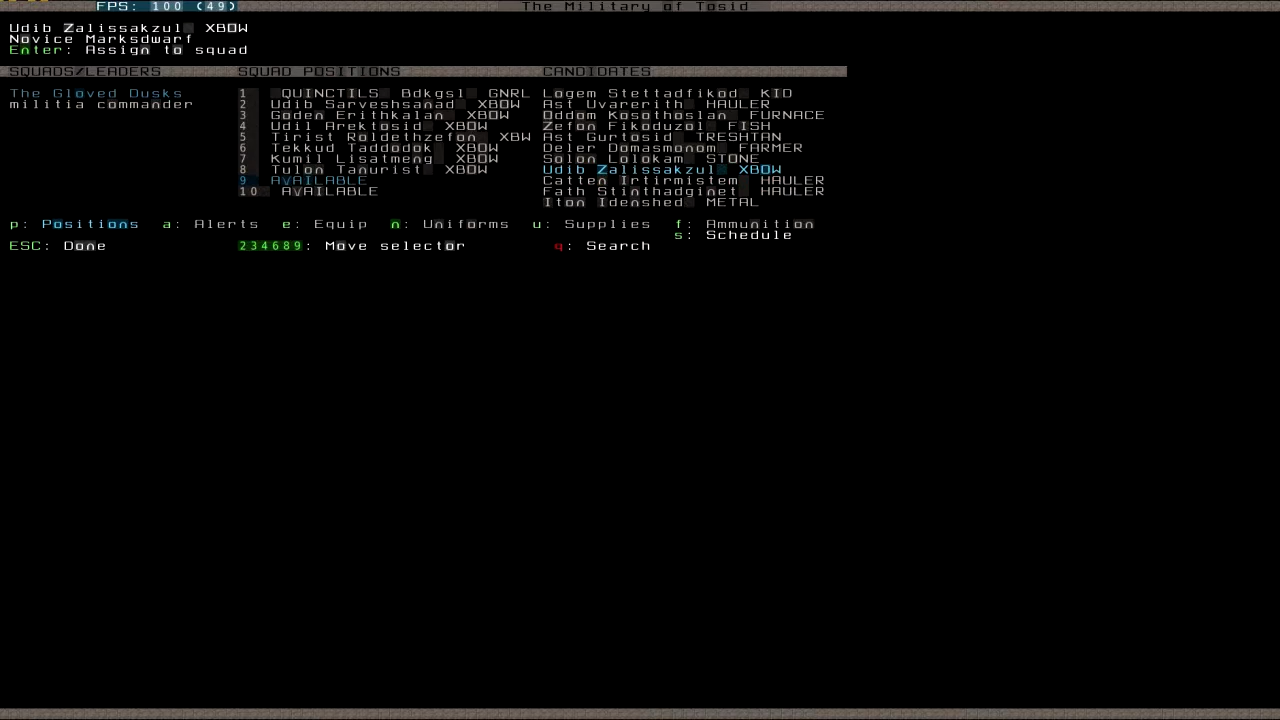 FPS: 100 (49) The Military of Tosid
Udib Zalissakzul XBOW
Novice Marksdwarf
Enter: Assign to squad
SQUADS/LEADERS SQUAD POSITIONS CANDIDATES
The Gloved Dusks 1 QUINCTILS Bdkgsl GNRL Logem Stettadfikod KID
militia commander 2 Udib Sarveshsanad XBOW Ast Uvarerith HAULER
3 Goden Erithkalan XBOW Oddom Kosothoslan FURNACE
4 Udil Arektosid XBOW Zefon Fikoduzol FISH
5 Tirist Roldethzefon XBW Ast Gurtosid TRESHTAN
6 Tekkud Taddodok XBOW Deler Domasmonom FARMER
7 Kumil Lisatmeng XBOW Solon Lolokam STONE
8 Tulon Tanurist XBOW Udib Zalissakzul XBOW
9 AVAILABLE Catten Irtirmistem HAULER
10 AVAILABLE Fath Stinthadginet HAULER
Iton Idenshed METAL
p: Positions a: Alerts e: Equip n: Uniforms u: Supplies f: Ammunition
s: Schedule
ESC: Done 234689: Move selector q: Search